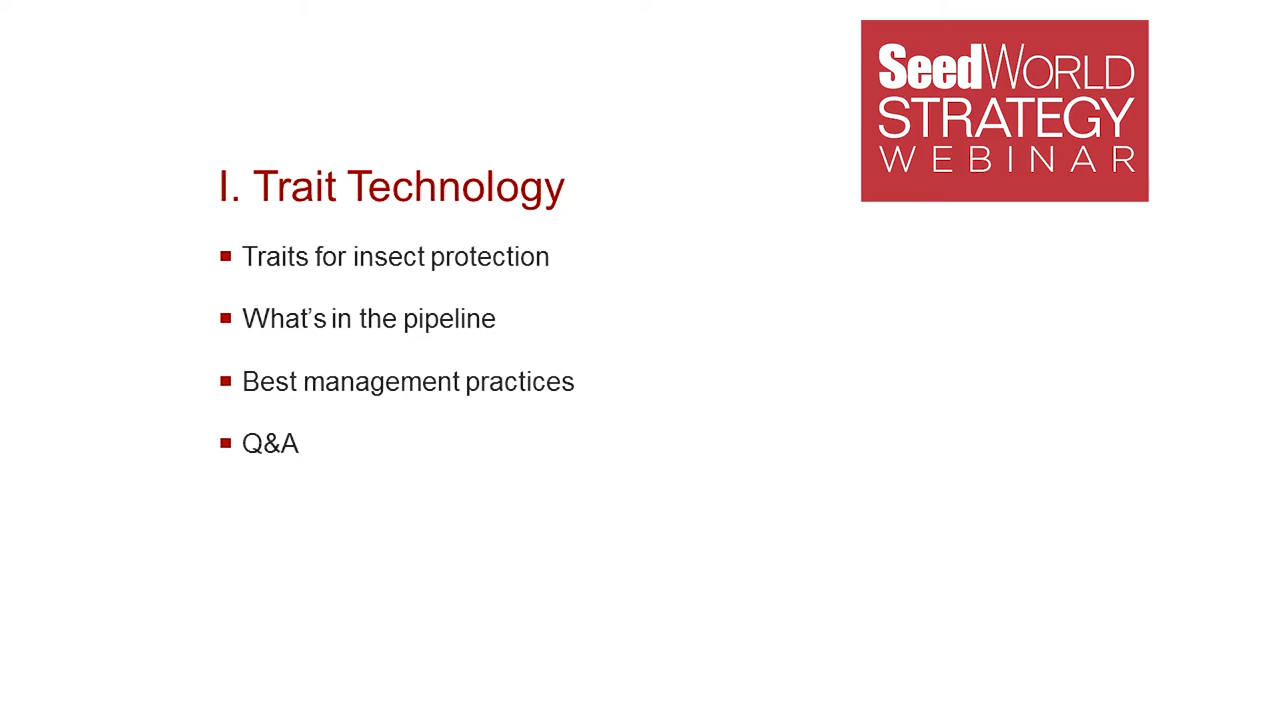 SeedWORLD
STRATEGY
WEBINAR
I. Trait Technology
Traits for insect protection
What's in the pipeline
Best management practices
Q&A